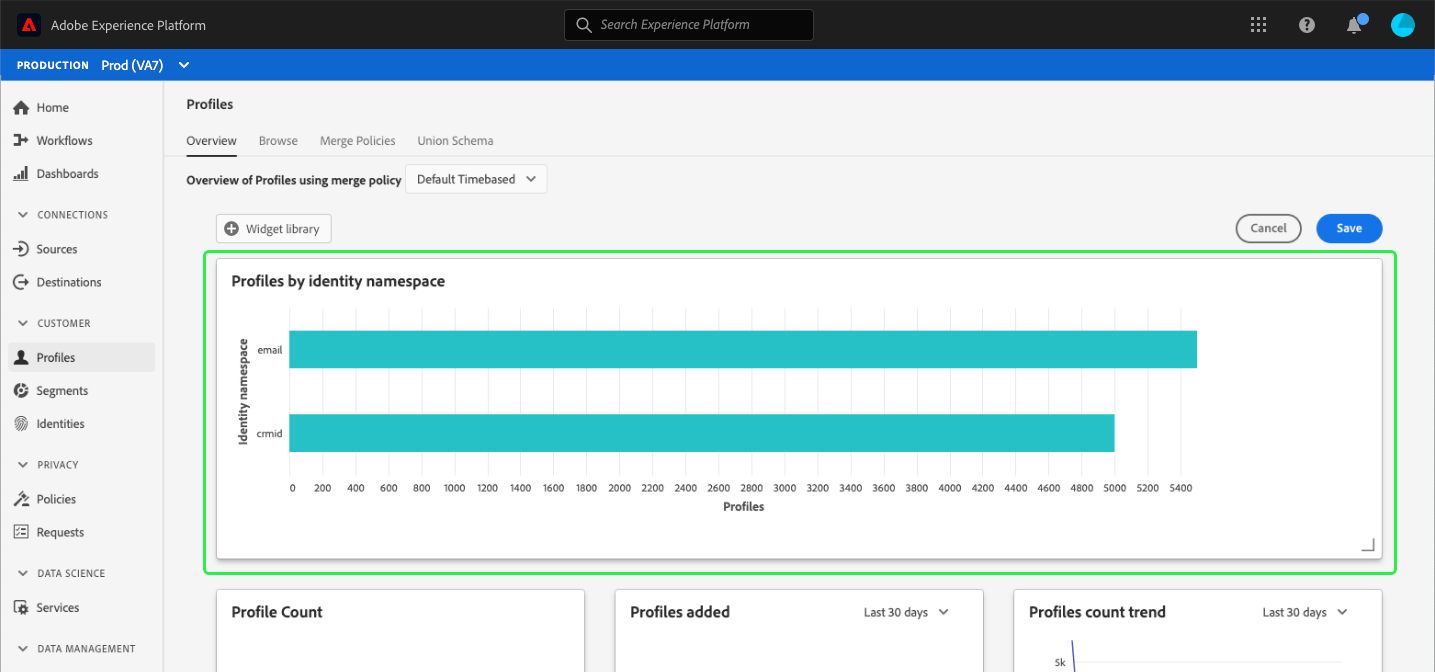 Adobe Experience Platform
Search Experience Platform
PRODUCTION Prod (VA7)
Home
Workflows
Dashboards
CONNECTIONS
Sources
Destinations
CUSTOMER
Profiles
Segments
Identities
PRIVACY
Policies
Requests
DATA SCIENCE
Services
DATA MANAGEMENT
Profiles
Overview Browse Merge Policies Union Schema
Overview of Profiles using merge policy Default Timebased
Widget library Cancel Save
Profiles by identity namespace
Identity namespace
email
crmid
0 200 400 600 800 1000 1200 1400 1600 1800 2000 2200 2400 2600 2800 3000 3200 3400 3600 3800 4000 4200 4400 4600 4800 5000 5200 5400
Profiles
Profile Count
Profiles added Last 30 days
Profiles count trend Last 30 days
5k